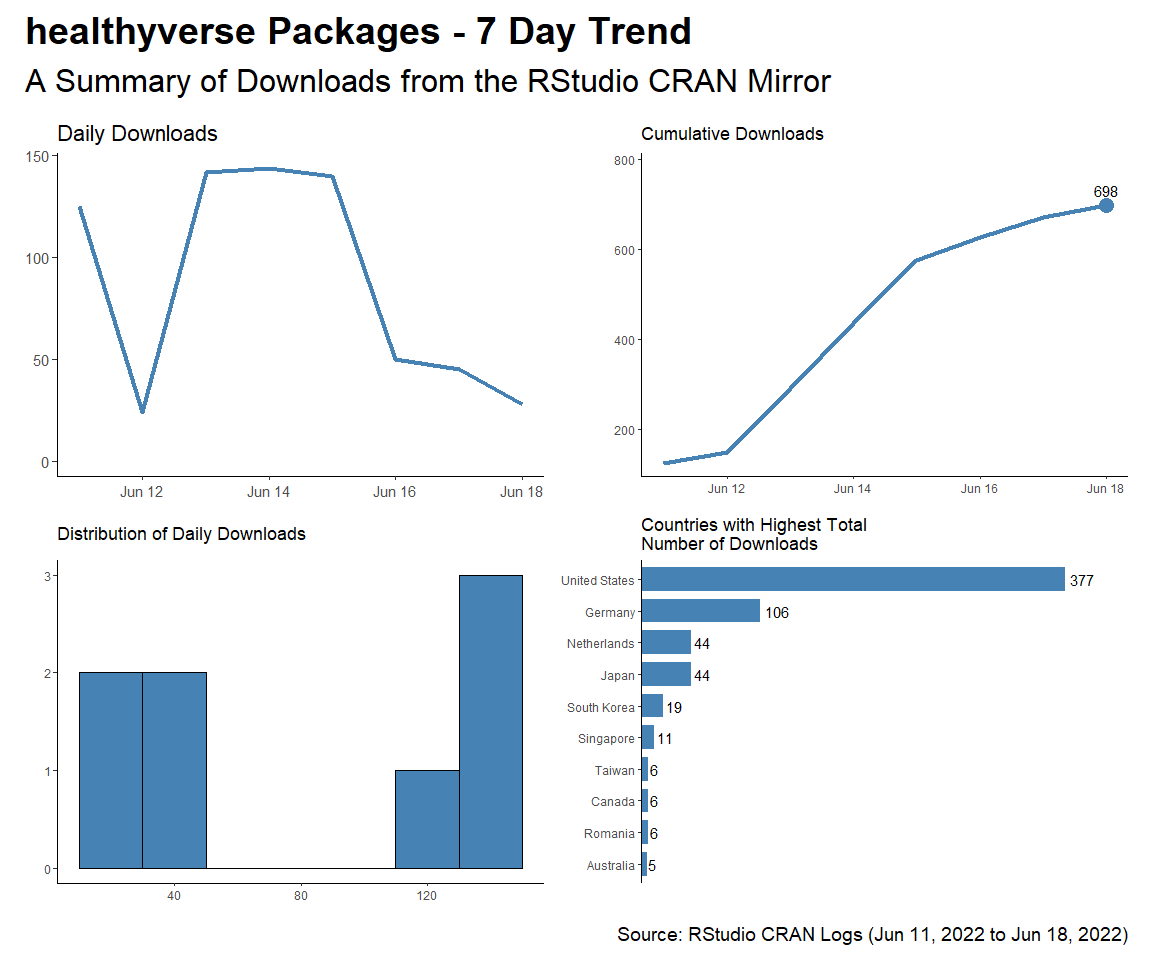 healthyverse Packages - 7 Day Trend
A Summary of Downloads from the RStudio CRAN Mirror
Daily Downloads
150
100
50
0
Jun 12 Jun 14 Jun 16 Jun 18
Cumulative Downloads
800
600
400
200
698
Jun 12 Jun 14 Jun 16 Jun 18
Distribution of Daily Downloads
3
2
1
0
40 80 120
Countries with Highest Total
Number of Downloads
United States 377
Germany 106
Netherlands 44
Japan 44
South Korea 19
Singapore 11
Taiwan 6
Canada 6
Romania 6
Australia 5
Source: RStudio CRAN Logs (Jun 11, 2022 to Jun 18, 2022)